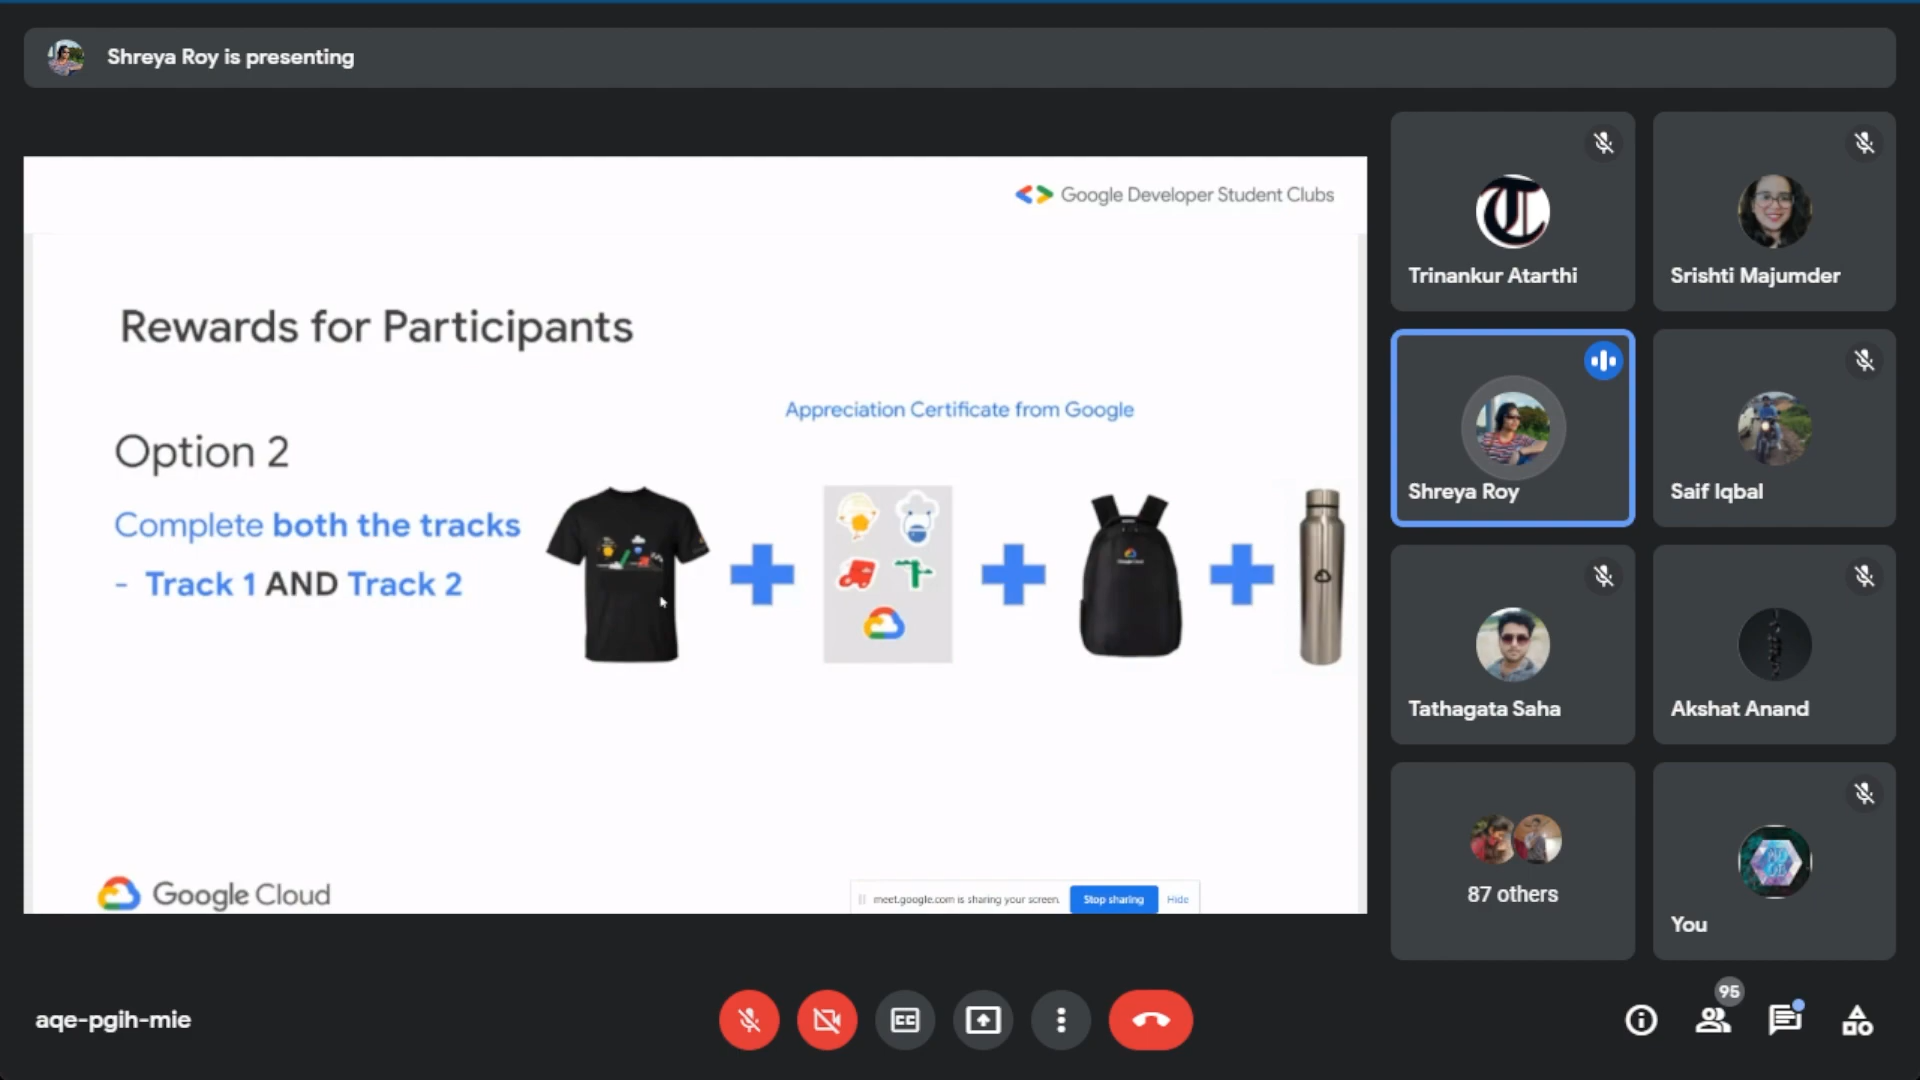 Shreya Roy is presenting
Google Developer Student Clubs
Rewards for Participants
Appreciation Certificate from Google
Option 2
Complete both the tracks
- Track 1 AND Track 2
Google Cloud
meet.google.com is sharing your screen.
Stop sharing
Hide
Trinankur Atarthi
Srishti Majumder
Shreya Roy
Saif Iqbal
Tathagata Saha
Akshat Anand
87 others
You
aqe-pgih-mie
CC
95